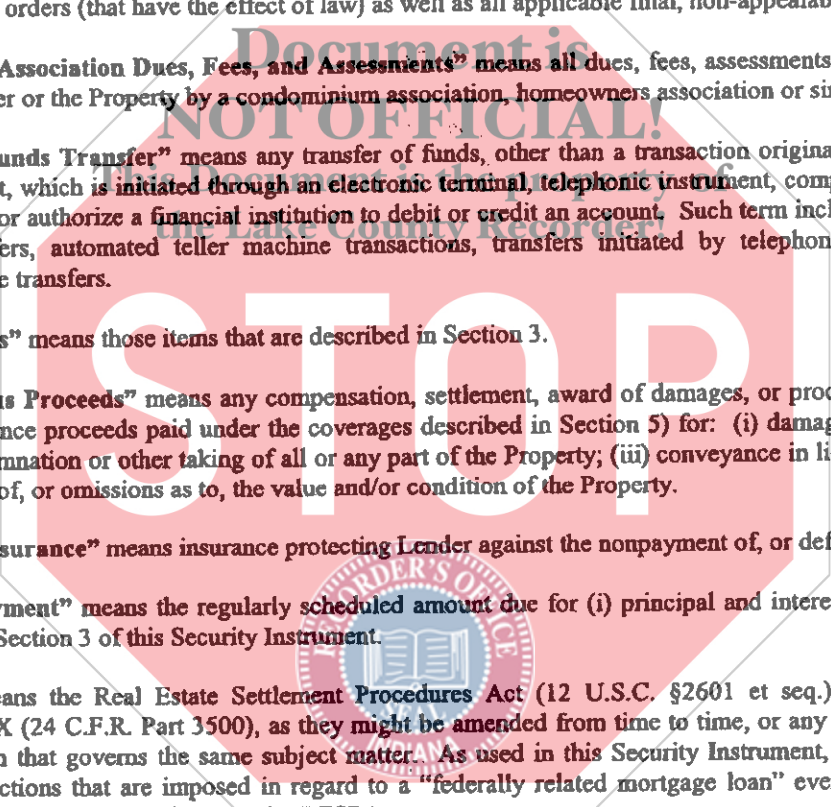 orders (that have the effect of law) as well as all applicable final, non-appealab
Document is
Association Dues, Fees, and Assessments” means all dues, fees, assessments
er or the Property by a condominium association, homeowners association or si
NOT OFFICIAL!
unds Transfer” means any transfer of funds, other than a transaction origina
This Document is the property of
t, which is initiated through an electronic terminal, telephonic instrument, com
or authorize a financial institution to debit or credit an account. Such term incl
the Lake County Recorder!
ers, automated teller machine transactions, transfers initiated by telephon
e transfers.
STOP
s” means those items that are described in Section 3.
us Proceeds” means any compensation, settlement, award of damages, or proc
nce proceeds paid under the coverages described in Section 5) for: (i) damag
mnation or other taking of all or any part of the Property; (iii) conveyance in li
of, or omissions as to, the value and/or condition of the Property.
surance” means insurance protecting Lender against the nonpayment of, or def
yment” means the regularly scheduled amount due for (i) principal and intere
Section 3 of this Security Instrument.
RECORDER'S OFFICE
SEAL
INDIANA
eans the Real Estate Settlement Procedures Act (12 U.S.C. §2601 et seq.)
X (24 C.F.R. Part 3500), as they might be amended from time to time, or any
n that governs the same subject matter. As used in this Security Instrument,
ctions that are imposed in regard to a “federally related mortgage loan” eve